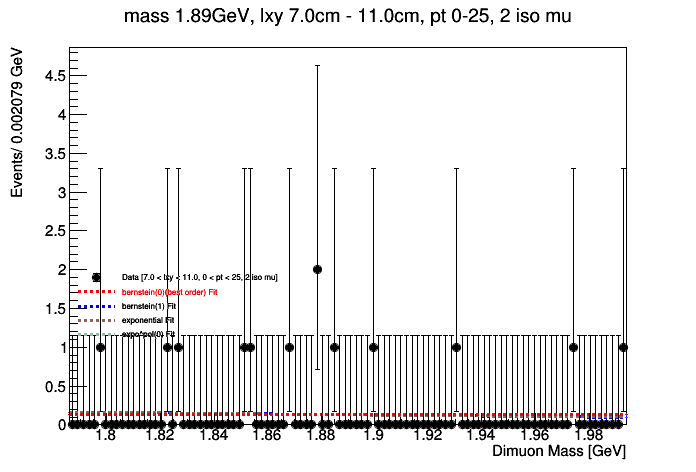 mass 1.89GeV, lxy 7.0cm - 11.0cm, pt 0-25, 2 iso mu
Events/ 0.002079 GeV
4.5
4
3.5
3
2.5
2
1.5
1
0.5
0
Data [7.0 < lxy < 11.0, 0 < pt < 25, 2 iso mu]
bernstein(0)(best order) Fit
bernstein(1) Fit
exponential Fit
expo*pol(0) Fit
1.8 1.82 1.84 1.86 1.88 1.9 1.92 1.94 1.96 1.98
Dimuon Mass [GeV]